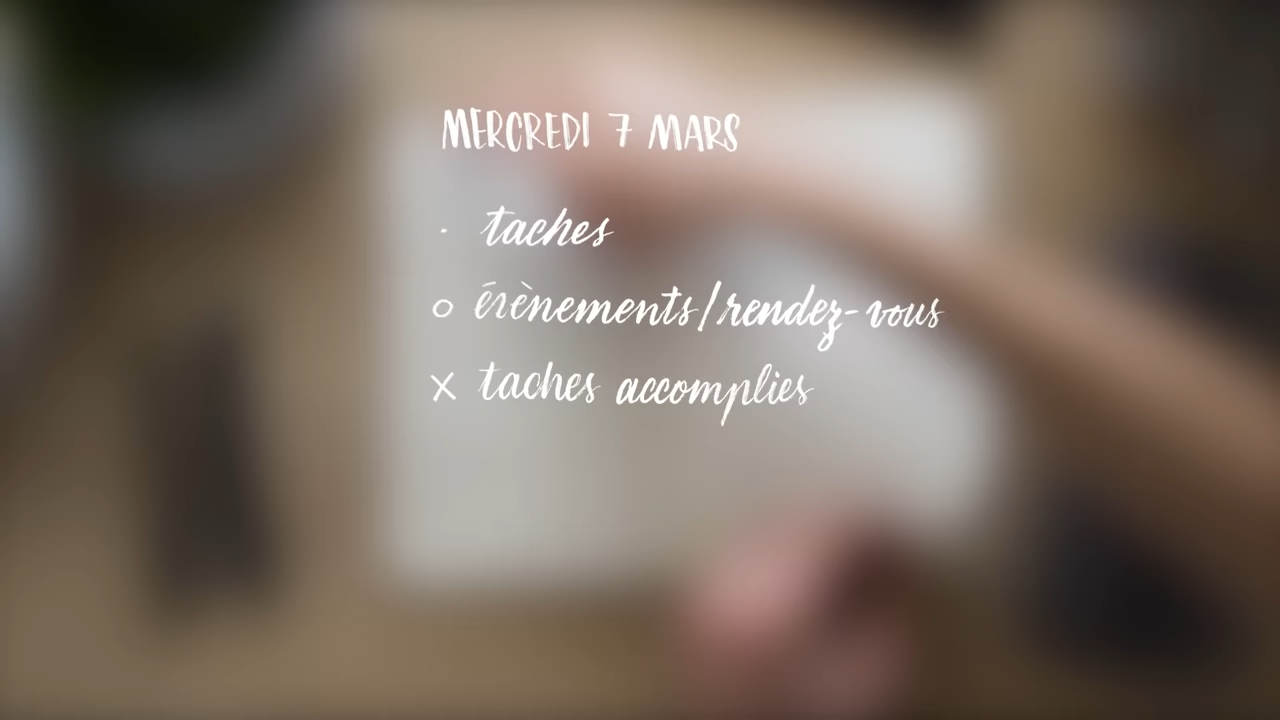 MERCREDI 7 MARS
· taches
o évènements/rendez-vous
x taches accomplies